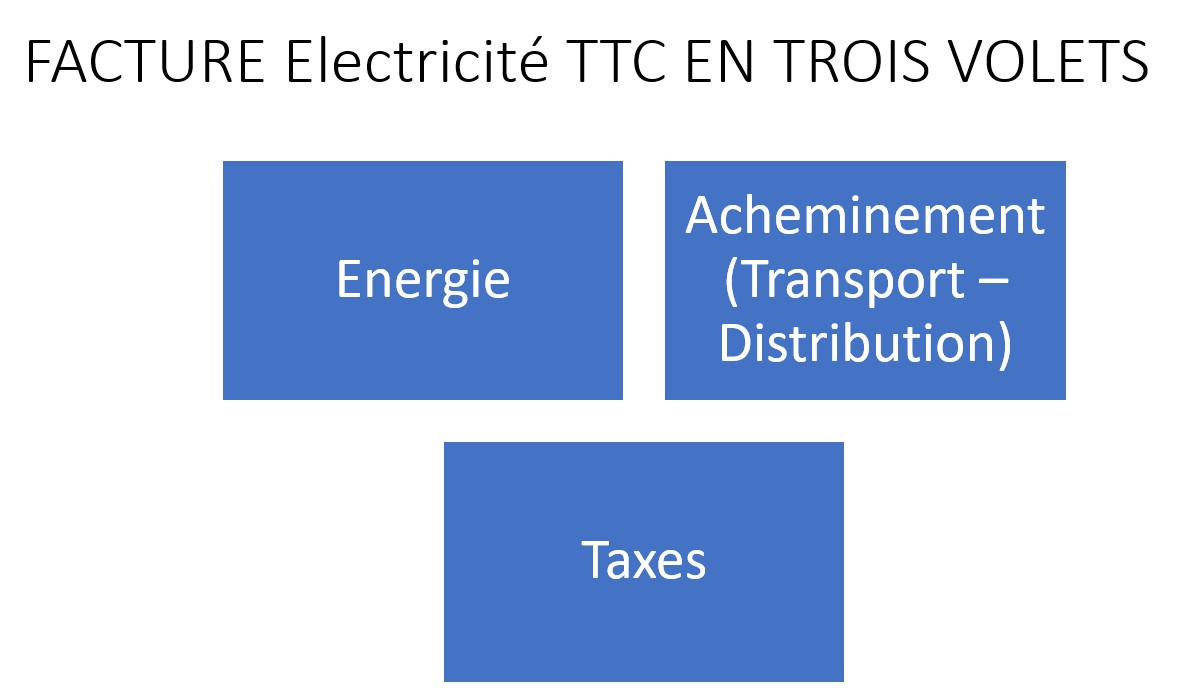 FACTURE Electricité TTC EN TROIS VOLETS
Energie
Acheminement
(Transport –
Distribution)
Taxes